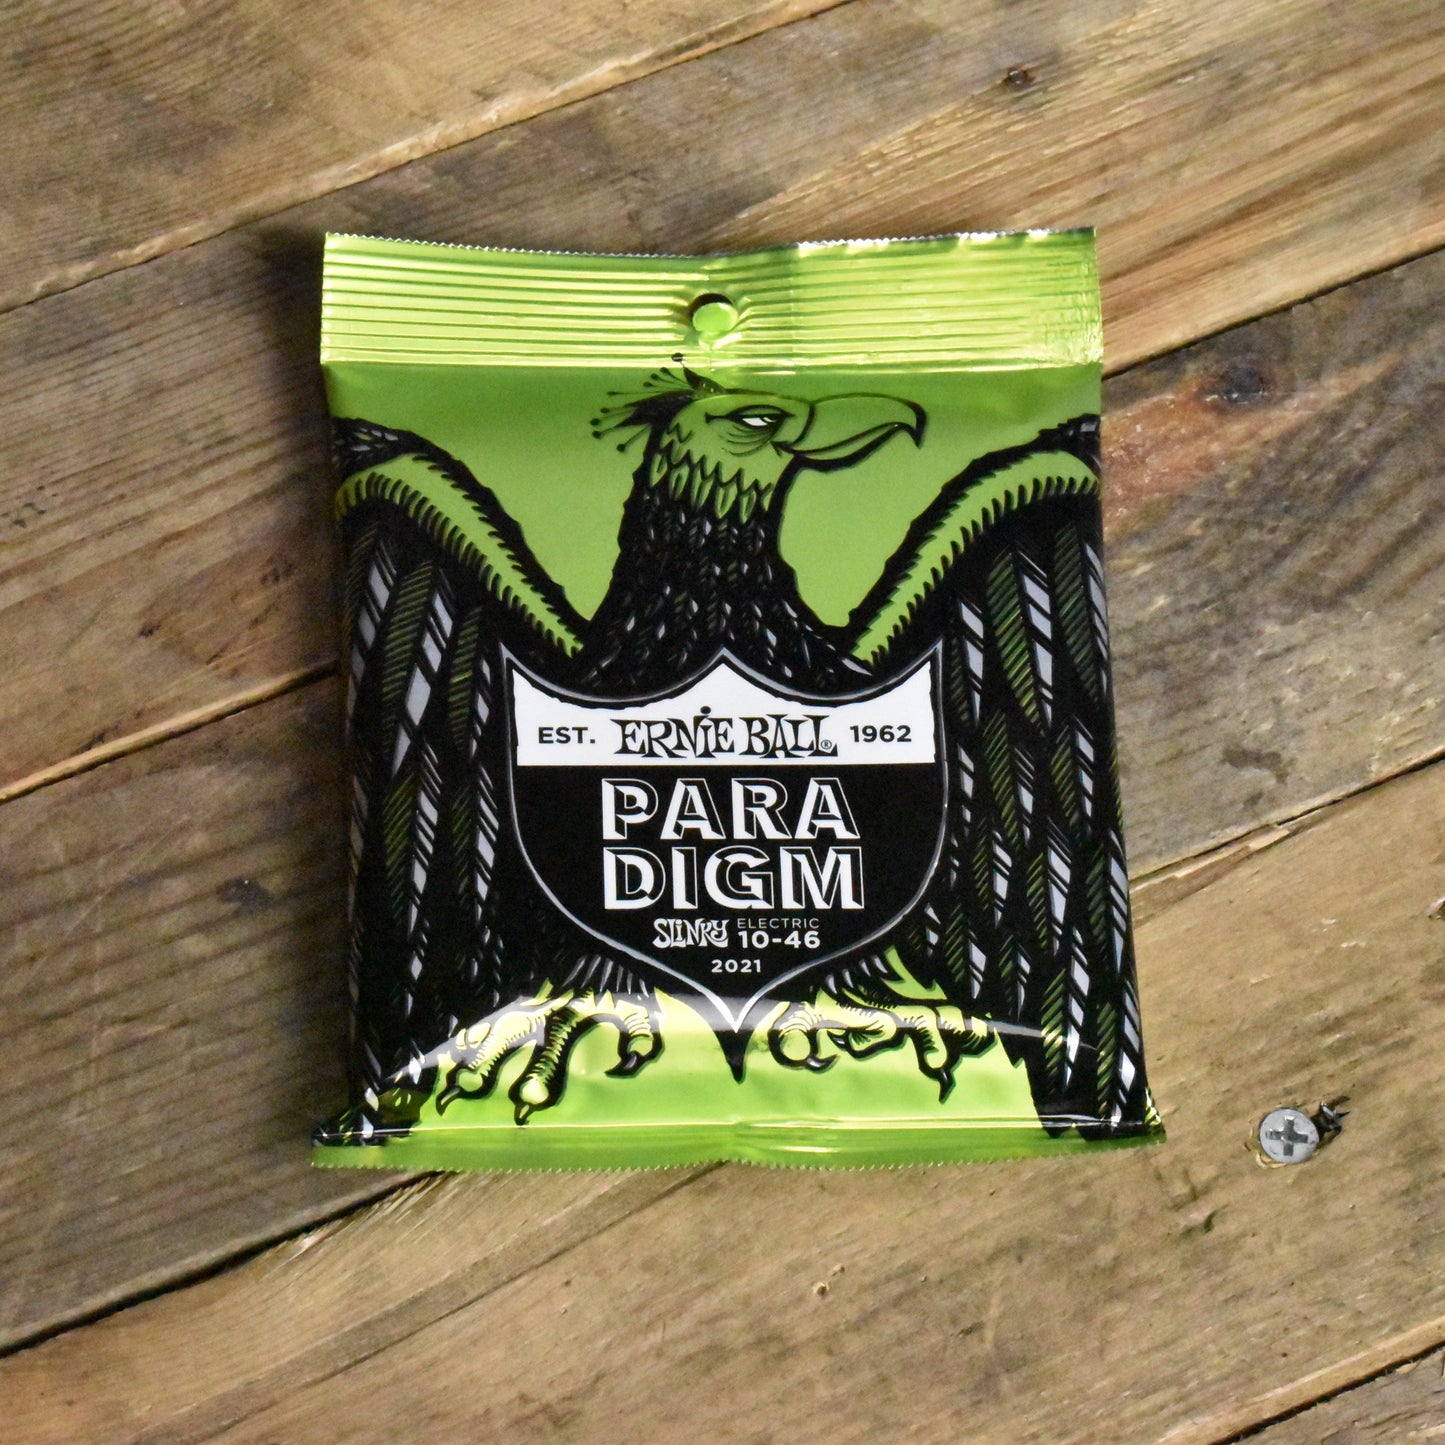 EST. ERNIE BALL® 1962
PARA
DIGM
SLINKY ELECTRIC
10-46
2021